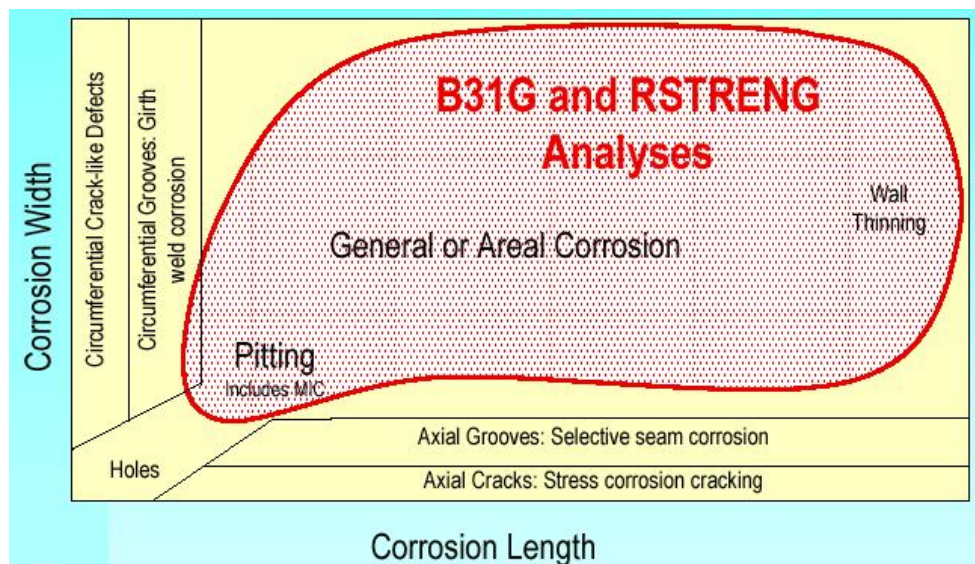 B31G and RSTRENG
Analyses
Corrosion Width
Circumferential Crack-like Defects
Circumferential Grooves: Girth
weld corrosion
Wall
Thinning
General or Areal Corrosion
Pitting
Includes MIC
Axial Grooves: Selective seam corrosion
Holes
Axial Cracks: Stress corrosion cracking
Corrosion Length